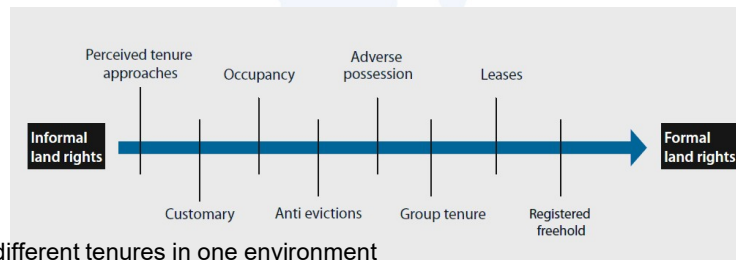 Perceived tenure
approaches
Occupancy
Adverse
possession
Leases
Informal
land rights
Formal
land rights
Customary
Anti evictions
Group tenure
Registered
freehold
different tenures in one environment